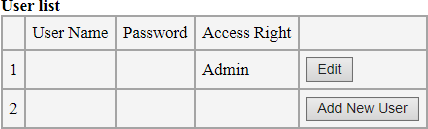 User list
User Name Password Access Right
1 Admin Edit
2 Add New User